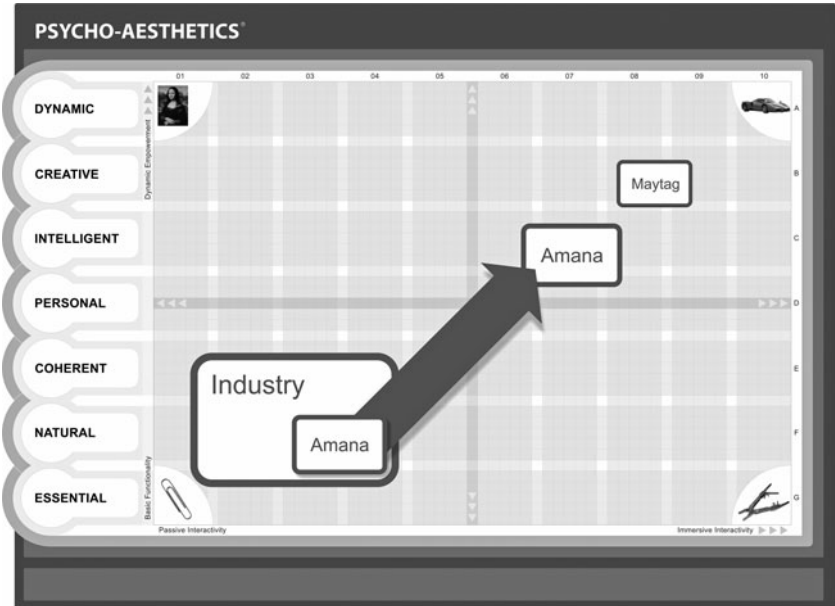 PSYCHO-AESTHETICS®
01 02 03 04 05 06 07 08 09 10
DYNAMIC
A
Dynamic Empowerment
CREATIVE
B
Maytag
INTELLIGENT
C
Amana
PERSONAL
D
COHERENT
E
Industry
NATURAL
F
Amana
Basic Functionality
ESSENTIAL
G
Passive Interactivity
Immersive Interactivity